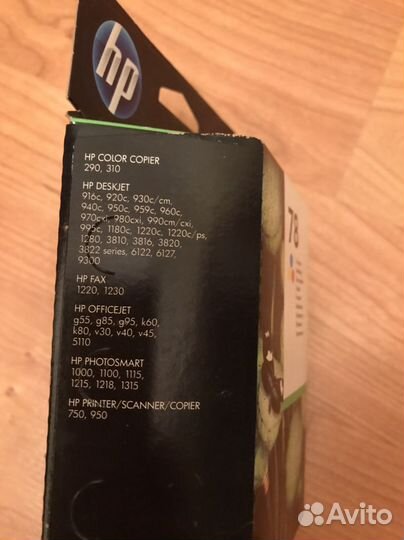 hp
HP COLOR COPIER
290, 310
HP DESKJET
916c, 920c, 930c/cm,
940c, 950c, 959c, 960c,
970cxi, 980cxi, 990cm/cxi,
995c, 1180c, 1220c, 1220c/ps,
1280, 3810, 3816, 3820,
3822 series, 6122, 6127,
9300
HP FAX
1220, 1230
HP OFFICEJET
g55, g85, g95, k60,
k80, v30, v40, v45,
5110
HP PHOTOSMART
1000, 1100, 1115,
1215, 1218, 1315
HP PRINTER/SCANNER/COPIER
750, 950
78
Avito